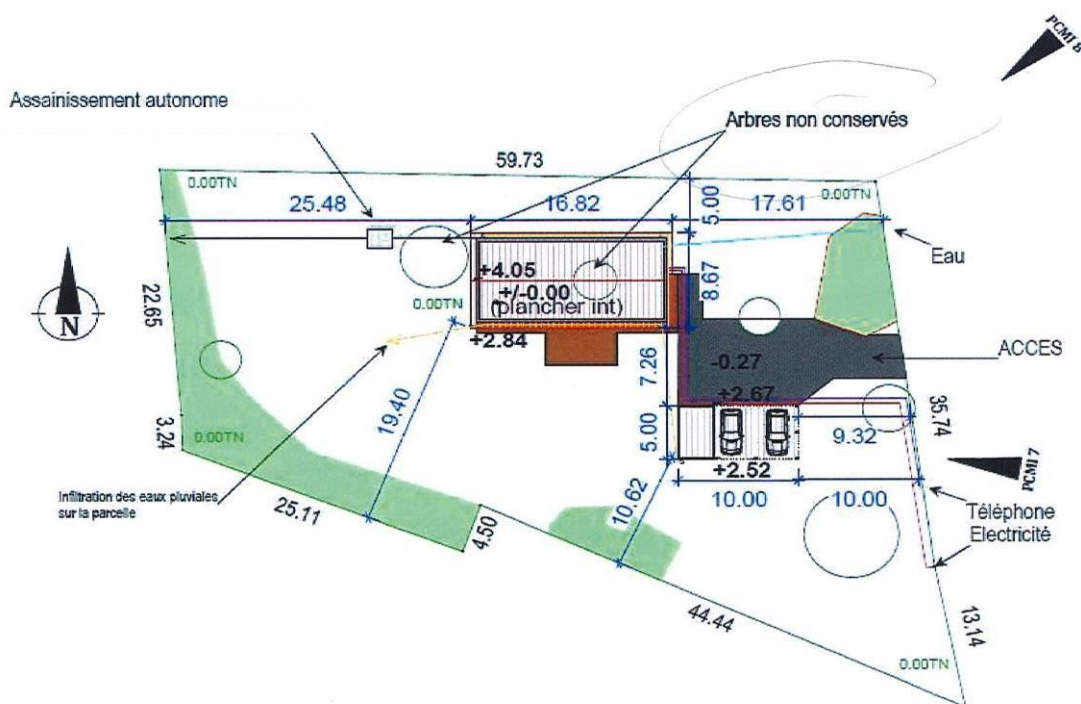 PCMI 8
Assainissement autonome
Arbres non conservés
59.73
0.00TN
0.00TN
25.48
16.82
5.00
17.61
Eau
+4.05
+/-0.00
(plancher int)
8.67
0.00TN
22.65
N
+2.84
-0.27
ACCES
7.26
+2.67
19.40
35.74
3.24
0.00TN
5.00
9.32
+2.52
PCMI 7
10.62
10.00
10.00
Infiltration des eaux pluviales
sur la parcelle
25.11
4.50
Téléphone
Electricité
44.44
13.14
0.00TN